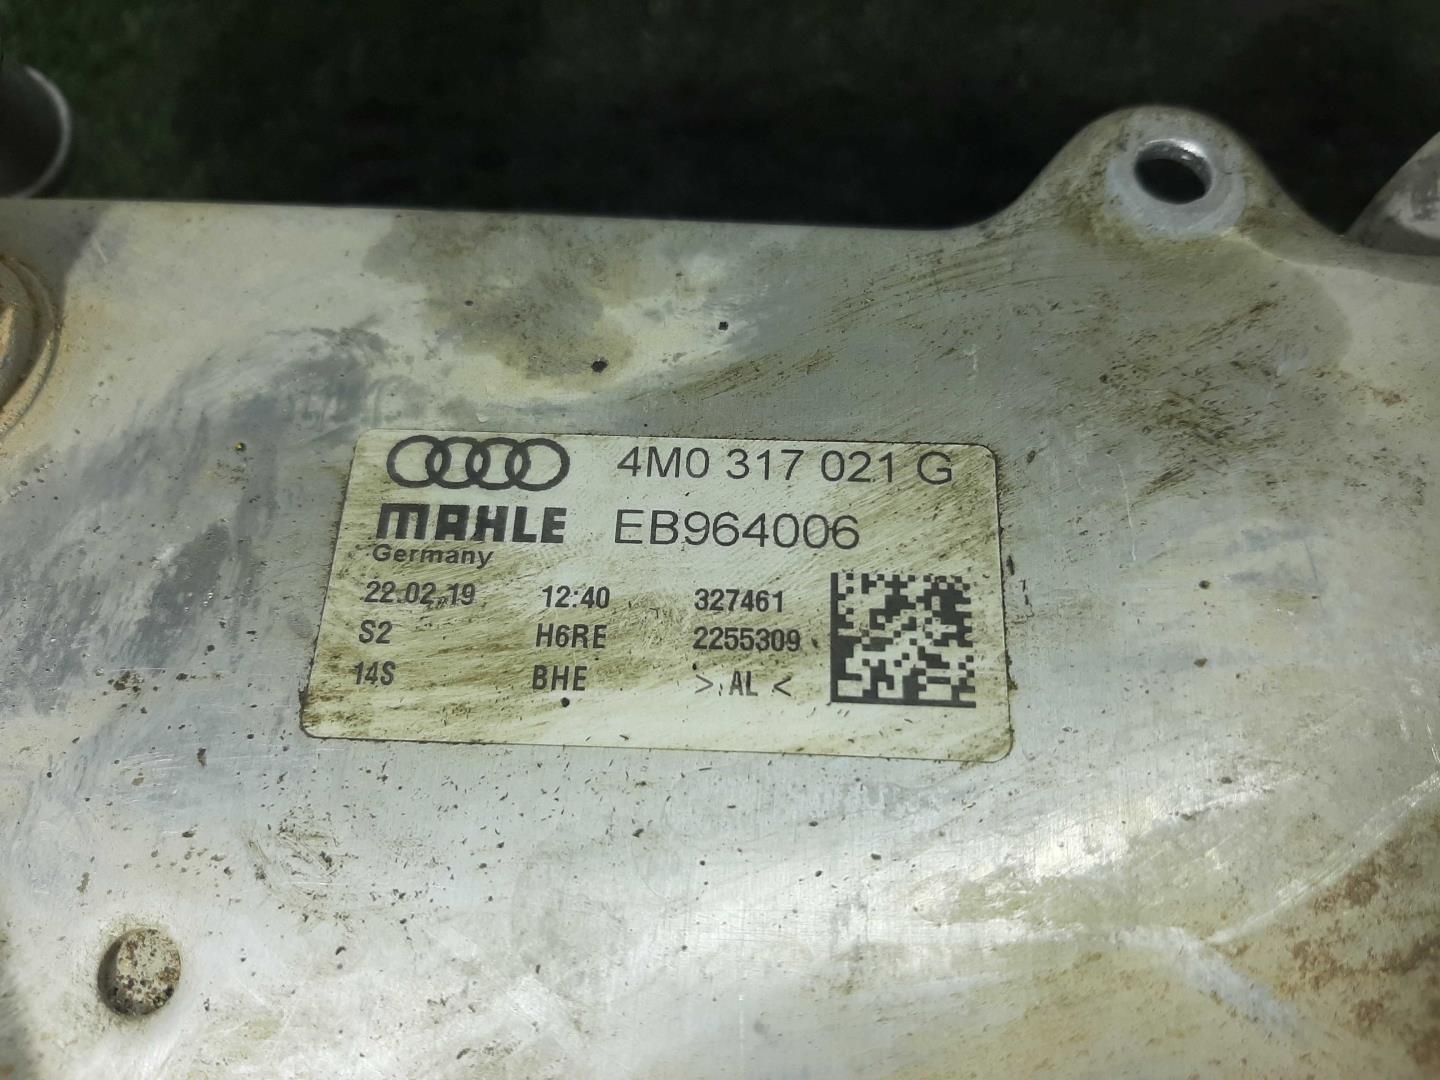 4M0 317 021 G
MAHLE EB964006
Germany
22.02.19 12:40 327461
S2 H6RE 2255309
14S BHE > AL <